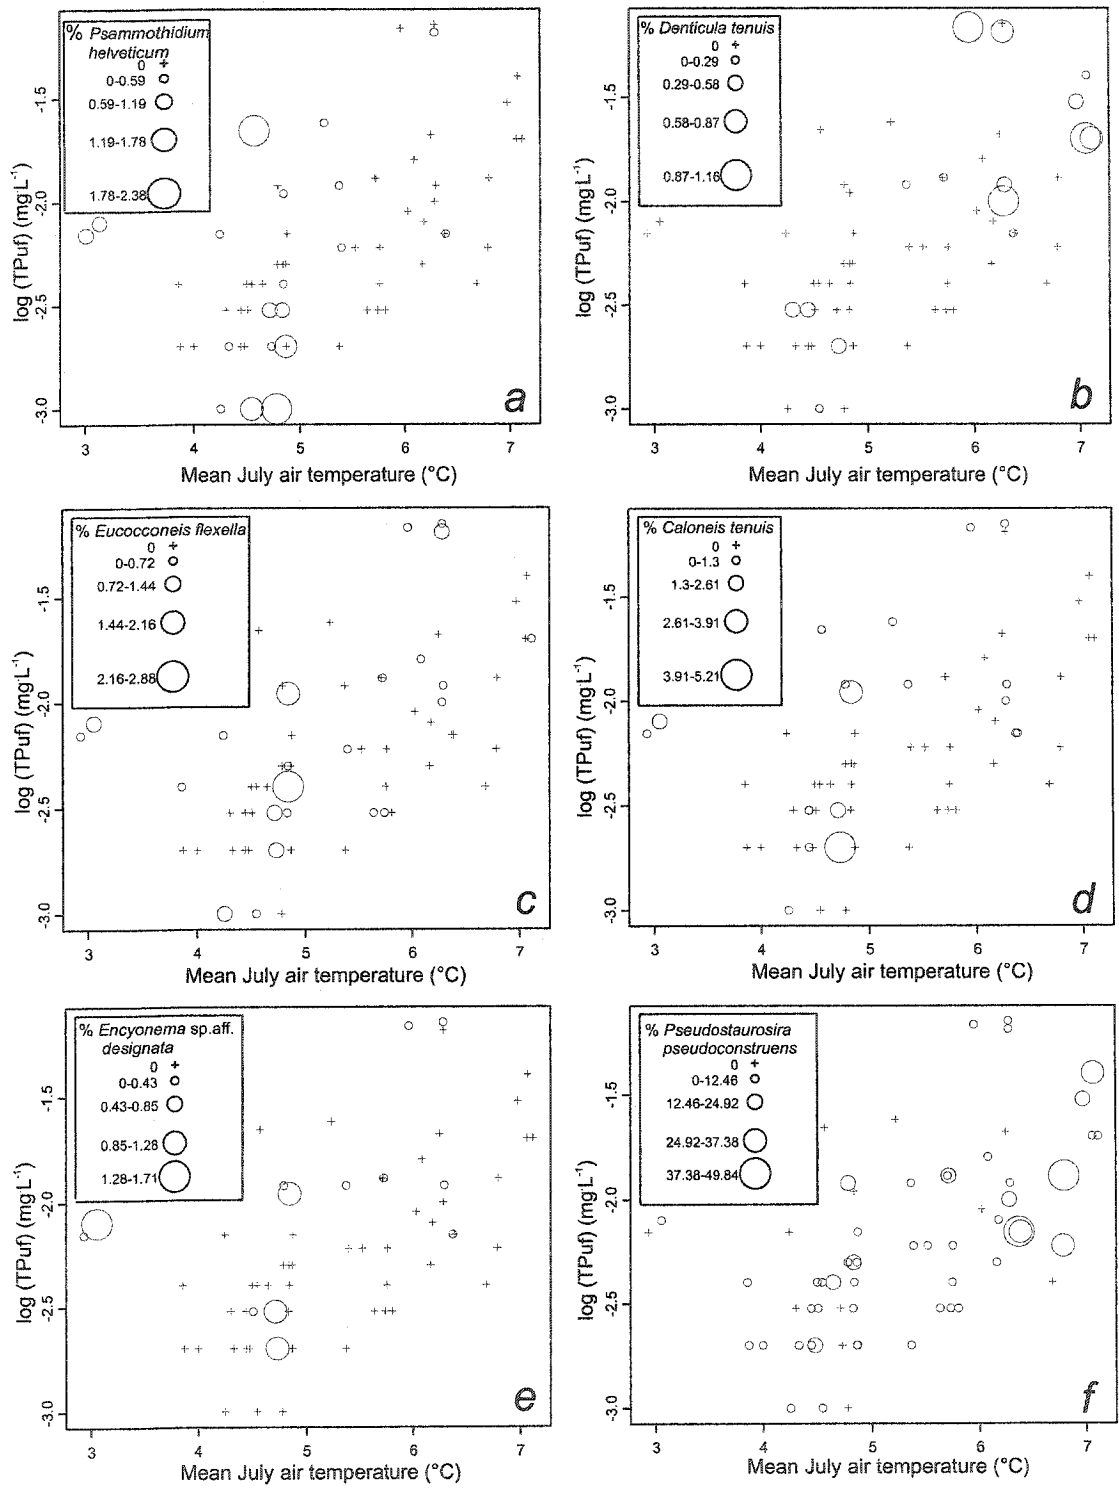 % Psammothidium
helveticum
0
0-0.59
0.59-1.19
1.19-1.78
1.78-2.38
log (TPuf) (mg·L⁻¹)
-1.5
-2.0
-2.5
-3.0
3 4 5 6 7
Mean July air temperature (°C)
a
% Denticula tenuis
0
0-0.29
0.29-0.58
0.58-0.87
0.87-1.16
log (TPuf) (mg·L⁻¹)
-1.5
-2.0
-2.5
-3.0
3 4 5 6 7
Mean July air temperature (°C)
b
% Eucocconeis flexella
0
0-0.72
0.72-1.44
1.44-2.16
2.16-2.88
log (TPuf) (mg·L⁻¹)
-1.5
-2.0
-2.5
-3.0
3 4 5 6 7
Mean July air temperature (°C)
c
% Caloneis tenuis
0
0-1.3
1.3-2.61
2.61-3.91
3.91-5.21
log (TPuf) (mg·L⁻¹)
-1.5
-2.0
-2.5
-3.0
3 4 5 6 7
Mean July air temperature (°C)
d
% Encyonema sp.aff.
designata
0
0-0.43
0.43-0.85
0.85-1.28
1.28-1.71
log (TPuf) (mg·L⁻¹)
-1.5
-2.0
-2.5
-3.0
3 4 5 6 7
Mean July air temperature (°C)
e
% Pseudostaurosira
pseudoconstruens
0
0-12.46
12.46-24.92
24.92-37.38
37.38-49.84
log (TPuf) (mg·L⁻¹)
-1.5
-2.0
-2.5
-3.0
3 4 5 6 7
Mean July air temperature (°C)
f